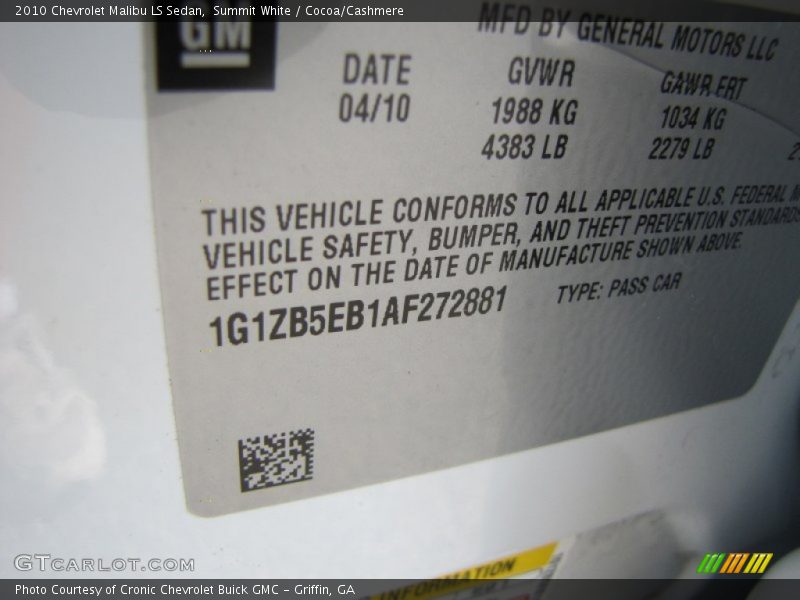 2010 Chevrolet Malibu LS Sedan, Summit White / Cocoa/Cashmere
GM
MFD BY GENERAL MOTORS LLC
DATE GVWR GAWR FRT
04/10 1988 KG 1034 KG
4383 LB 2279 LB
THIS VEHICLE CONFORMS TO ALL APPLICABLE U.S. FEDERAL
VEHICLE SAFETY, BUMPER, AND THEFT PREVENTION STANDARDS
EFFECT ON THE DATE OF MANUFACTURE SHOWN ABOVE.
1G1ZB5EB1AF272881 TYPE: PASS CAR
INFORMATION
GTCARLOT.COM
Photo Courtesy of Cronic Chevrolet Buick GMC – Griffin, GA